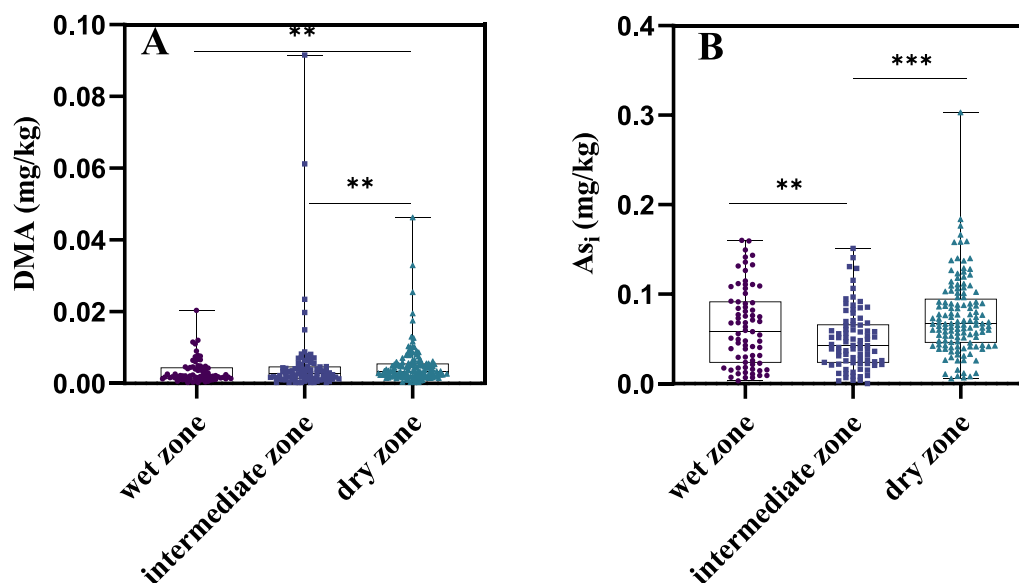 A
DMA (mg/kg)
0.10
0.08
0.06
0.04
0.02
0.00
**
**
wet zone
intermediate zone
dry zone
B
Asi (mg/kg)
0.4
0.3
0.2
0.1
0.0
**
***
wet zone
intermediate zone
dry zone